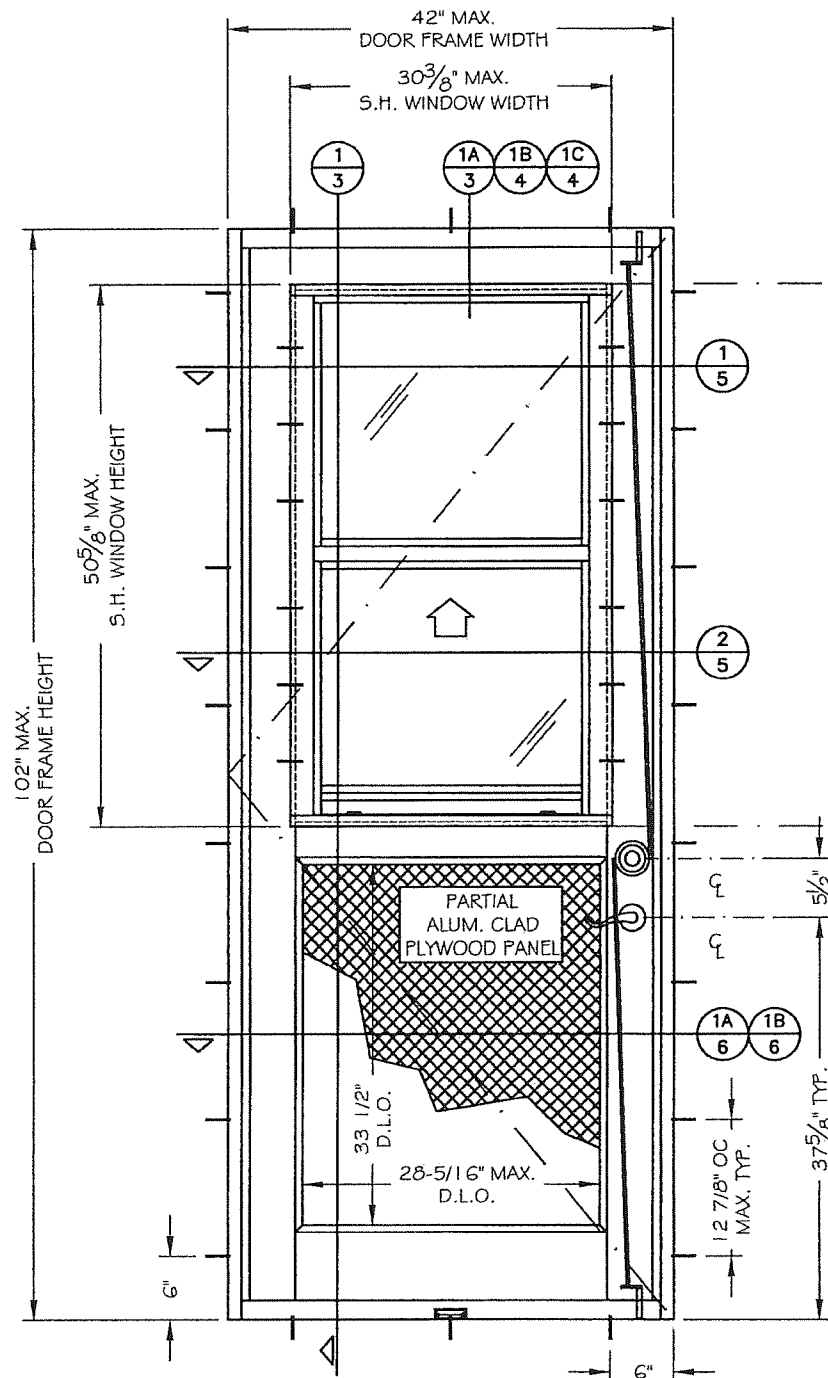 42" MAX.
DOOR FRAME WIDTH
30 3/8" MAX.
S.H. WINDOW WIDTH
1
3
1A
3
1B
4
1C
4
1
5
50 5/8" MAX.
S.H. WINDOW HEIGHT
2
5
102" MAX.
DOOR FRAME HEIGHT
PARTIAL
ALUM. CLAD
PLYWOOD PANEL
℄
5 1/2"
℄
1A
6
1B
6
33 1/2"
D.L.O.
28-5/16" MAX.
D.L.O.
12 7/8" OC
MAX. TYP.
37 5/8" TYP.
6"
6"